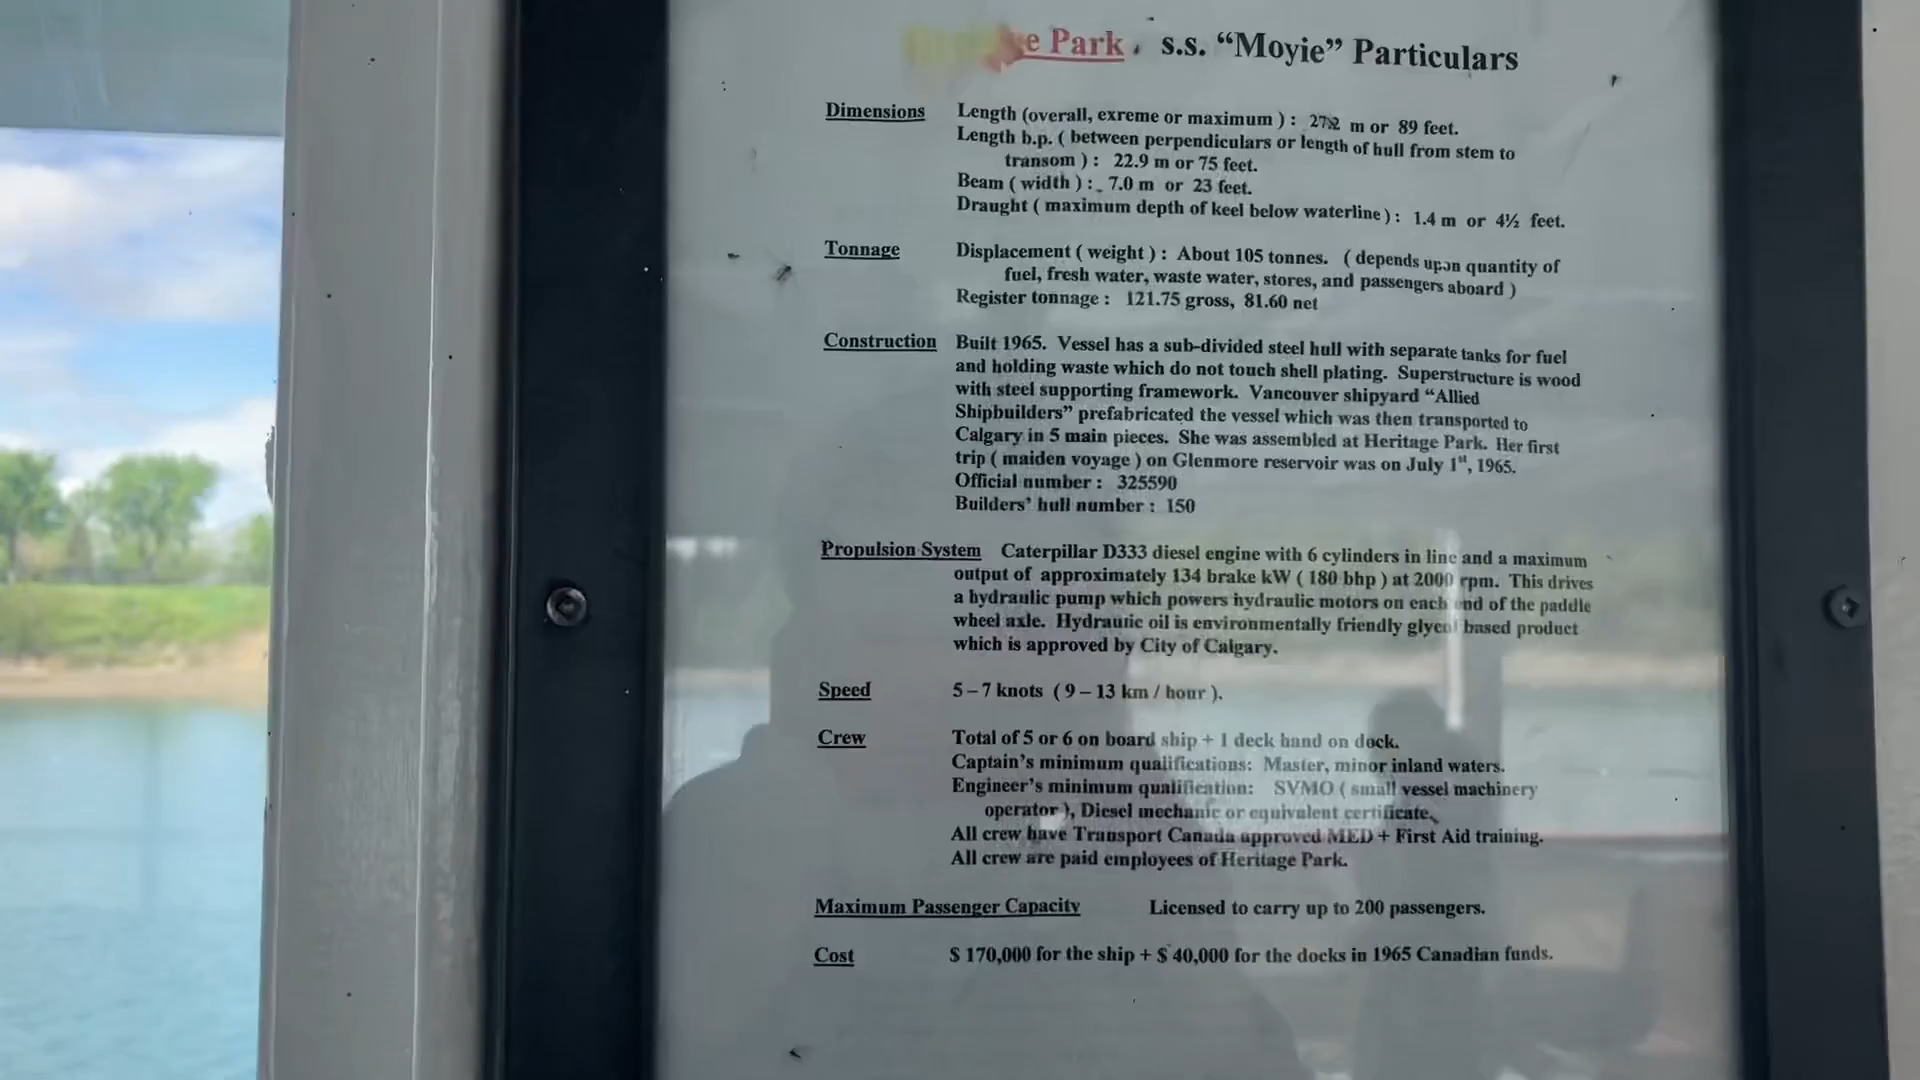 e Park. s.s. “Moyie” Particulars
Dimensions Length (overall, exreme or maximum ) : m or 89 feet.
Length b.p. ( between perpendiculars or length of hull from stem to
transom ) : 22.9 m or 75 feet.
Beam ( width ) : 7.0 m or 23 feet.
Draught ( maximum depth of keel below waterline ) : 1.4 m or 4½ feet.
Tonnage Displacement ( weight ) : About 105 tonnes. ( depends upon quantity of
fuel, fresh water, waste water, stores, and passengers aboard )
Register tonnage : 121.75 gross, 81.60 net
Construction Built 1965. Vessel has a sub-divided steel hull with separate tanks for fuel
and holding waste which do not touch shell plating. Superstructure is wood
with steel supporting framework. Vancouver shipyard “Allied
Shipbuilders” prefabricated the vessel which was then transported to
Calgary in 5 main pieces. She was assembled at Heritage Park. Her first
trip ( maiden voyage ) on Glenmore reservoir was on July 1st, 1965.
Official number : 325590
Builders’ hull number : 150
Propulsion System Caterpillar D333 diesel engine with 6 cylinders in line and a maximum
output of approximately 134 brake kW ( 180 bhp ) at 2000 rpm. This drives
a hydraulic pump which powers hydraulic motors on each end of the paddle
wheel axle. Hydraulic oil is environmentally friendly glycol based product
which is approved by City of Calgary.
Speed 5 – 7 knots ( 9 – 13 km / hour ).
Crew Total of 5 or 6 on board ship + 1 deck hand on dock.
Captain’s minimum qualifications: Master, minor inland waters.
Engineer’s minimum qualification: SVMO ( small vessel machinery
operator ), Diesel mechanic or equivalent certificate.
All crew have Transport Canada approved MED + First Aid training.
All crew are paid employees of Heritage Park.
Maximum Passenger Capacity Licensed to carry up to 200 passengers.
Cost $ 170,000 for the ship + $ 40,000 for the docks in 1965 Canadian funds.